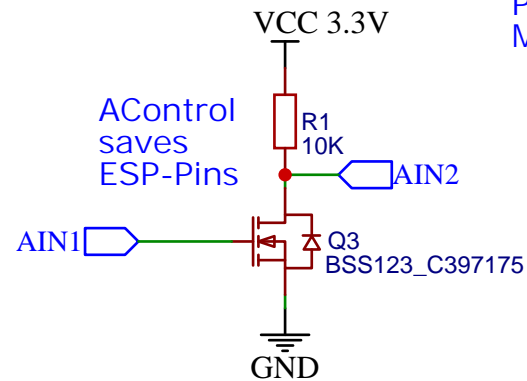 VCC 3.3V
P
M
AControl
saves
ESP-Pins
R1
10K
AIN2
AIN1
Q3
BSS123_C397175
GND